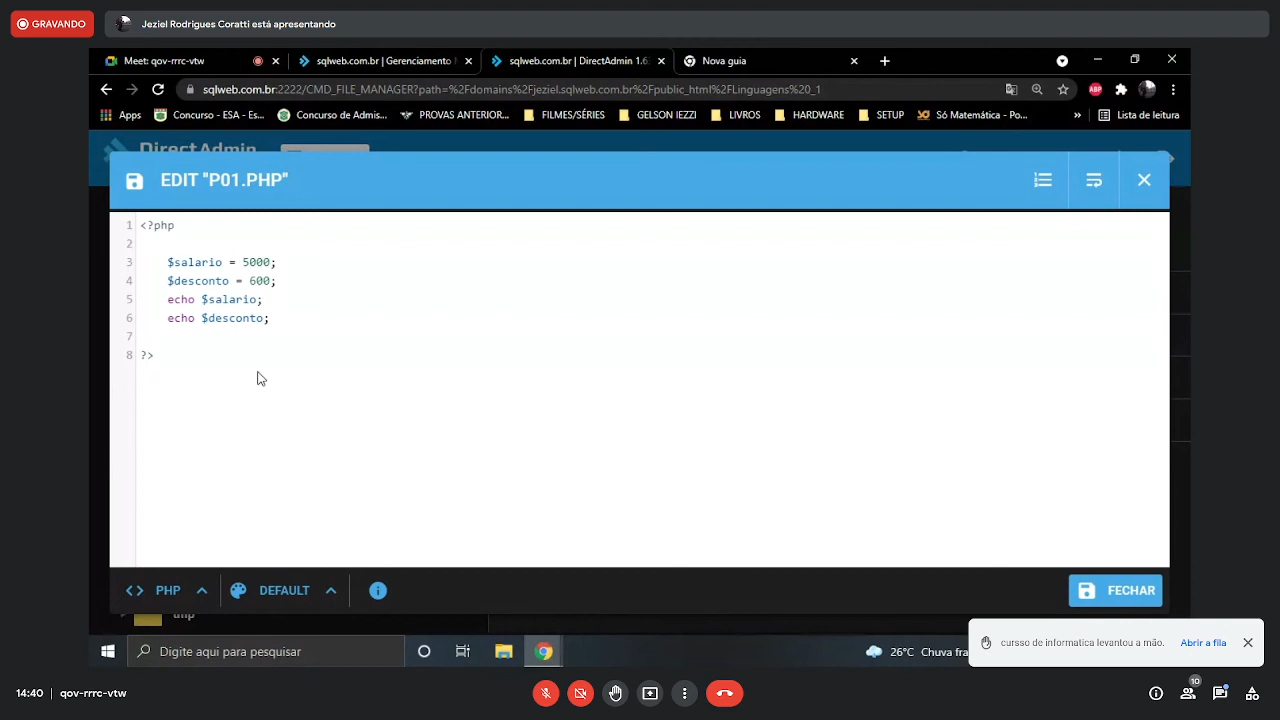 GRAVANDO
Jeziel Rodrigues Coratti está apresentando
Meet: qov-rrrc-vtw
sqlweb.com.br | Gerenciamento
sqlweb.com.br | DirectAdmin 1.6
Nova guia
sqlweb.com.br:2222/CMD_FILE_MANAGER?path=%2Fdomains%2Fjeziel.sqlweb.com.br%2Fpublic_html%2FLinguagens%20_1
ABP
Apps
Concurso - ESA - Es...
Concurso de Admis...
PROVAS ANTERIOR...
FILMES/SÉRIES
GELSON IEZZI
LIVROS
HARDWARE
SETUP
Só Matemática - Po...
»
Lista de leitura
DirectAdmin
EDIT "P01.PHP"
1 <?php
2
3 $salario = 5000;
4 $desconto = 600;
5 echo $salario;
6 echo $desconto;
7
8 ?>
PHP
DEFAULT
FECHAR
tmp
Digite aqui para pesquisar
26°C Chuva fra
cursso de informatica levantou a mão.
Abrir a fila
14:40 | qov-rrrc-vtw
10